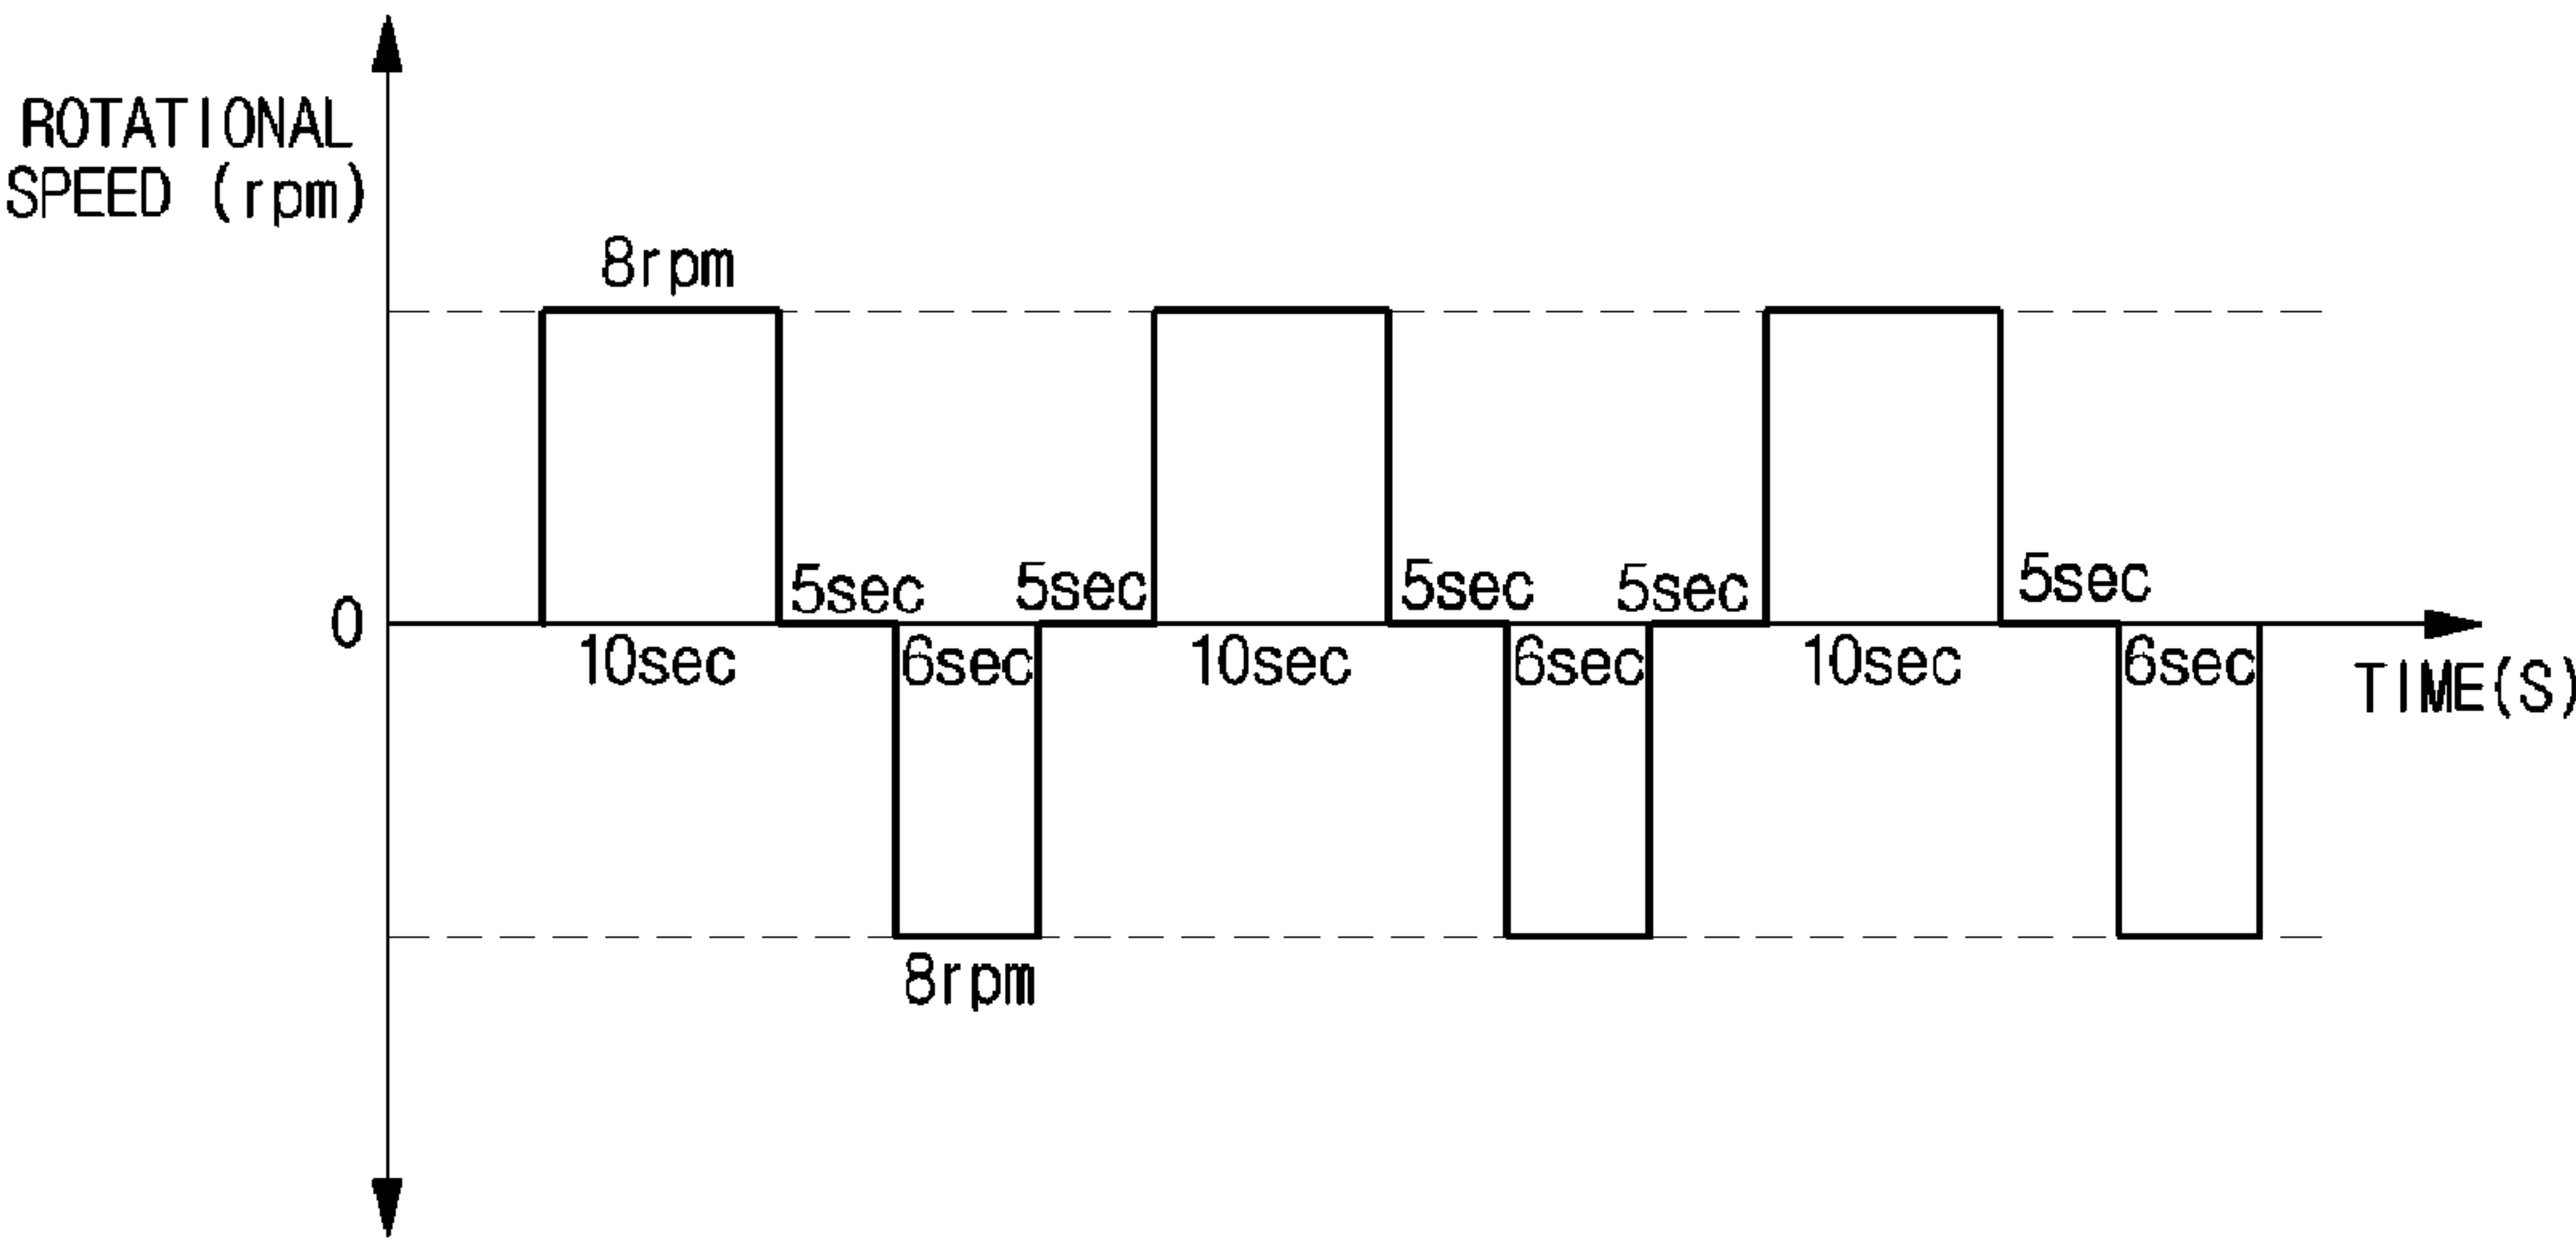 ROTATIONAL
SPEED (rpm)
8rpm
5sec 5sec 5sec 5sec 5sec
0
10sec 6sec 10sec 6sec 10sec 6sec
TIME(S)
8rpm